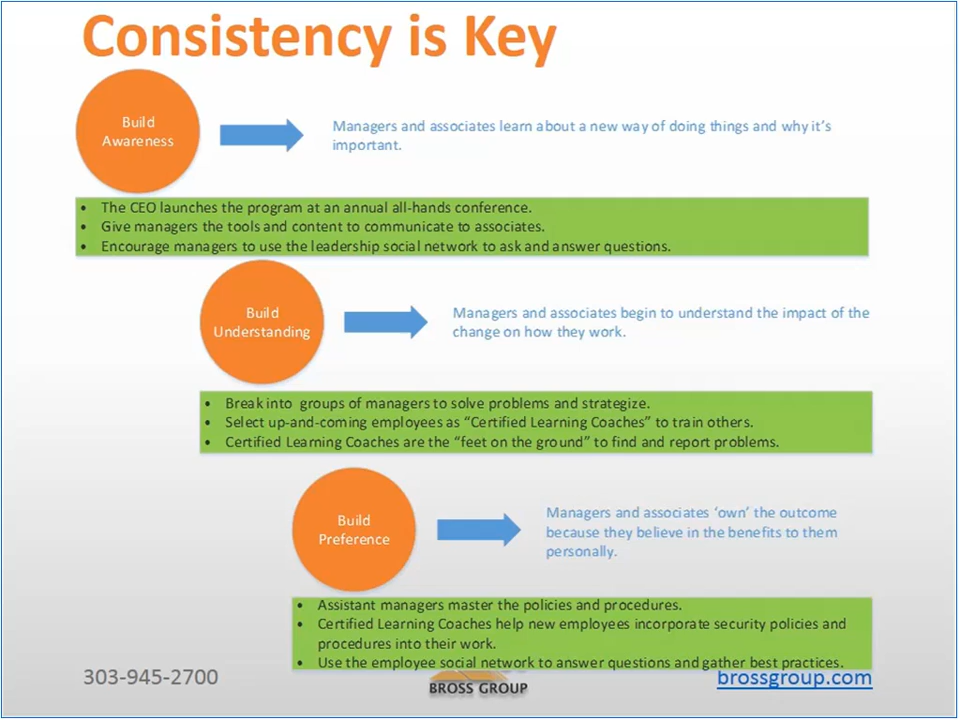 Consistency is Key
Build
Awareness
Managers and associates learn about a new way of doing things and why it's
important.
• The CEO launches the program at an annual all-hands conference.
• Give managers the tools and content to communicate to associates.
• Encourage managers to use the leadership social network to ask and answer questions.
Build
Understanding
Managers and associates begin to understand the impact of the
change on how they work.
• Break into groups of managers to solve problems and strategize.
• Select up-and-coming employees as “Certified Learning Coaches” to train others.
• Certified Learning Coaches are the “feet on the ground” to find and report problems.
Build
Preference
Managers and associates ‘own’ the outcome
because they believe in the benefits to them
personally.
• Assistant managers master the policies and procedures.
• Certified Learning Coaches help new employees incorporate security policies and
procedures into their work.
• Use the employee social network to answer questions and gather best practices.
303-945-2700
BROSS GROUP
brossgroup.com